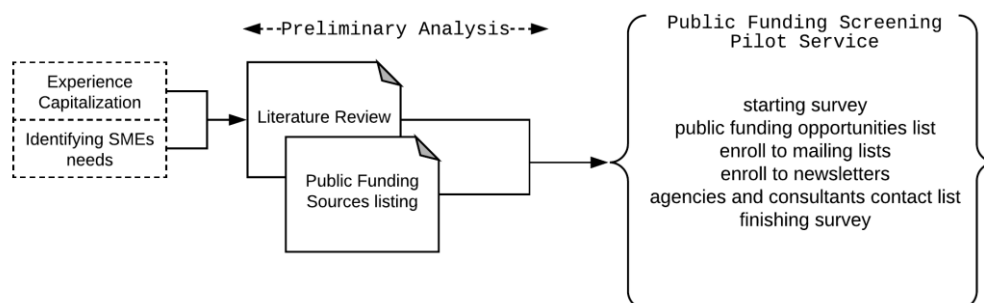 Preliminary Analysis
Public Funding Screening
Pilot Service
Experience
Capitalization
Identifying SMEs
needs
Literature Review
Public Funding
Sources listing
starting survey
public funding opportunities list
enroll to mailing lists
enroll to newsletters
agencies and consultants contact list
finishing survey